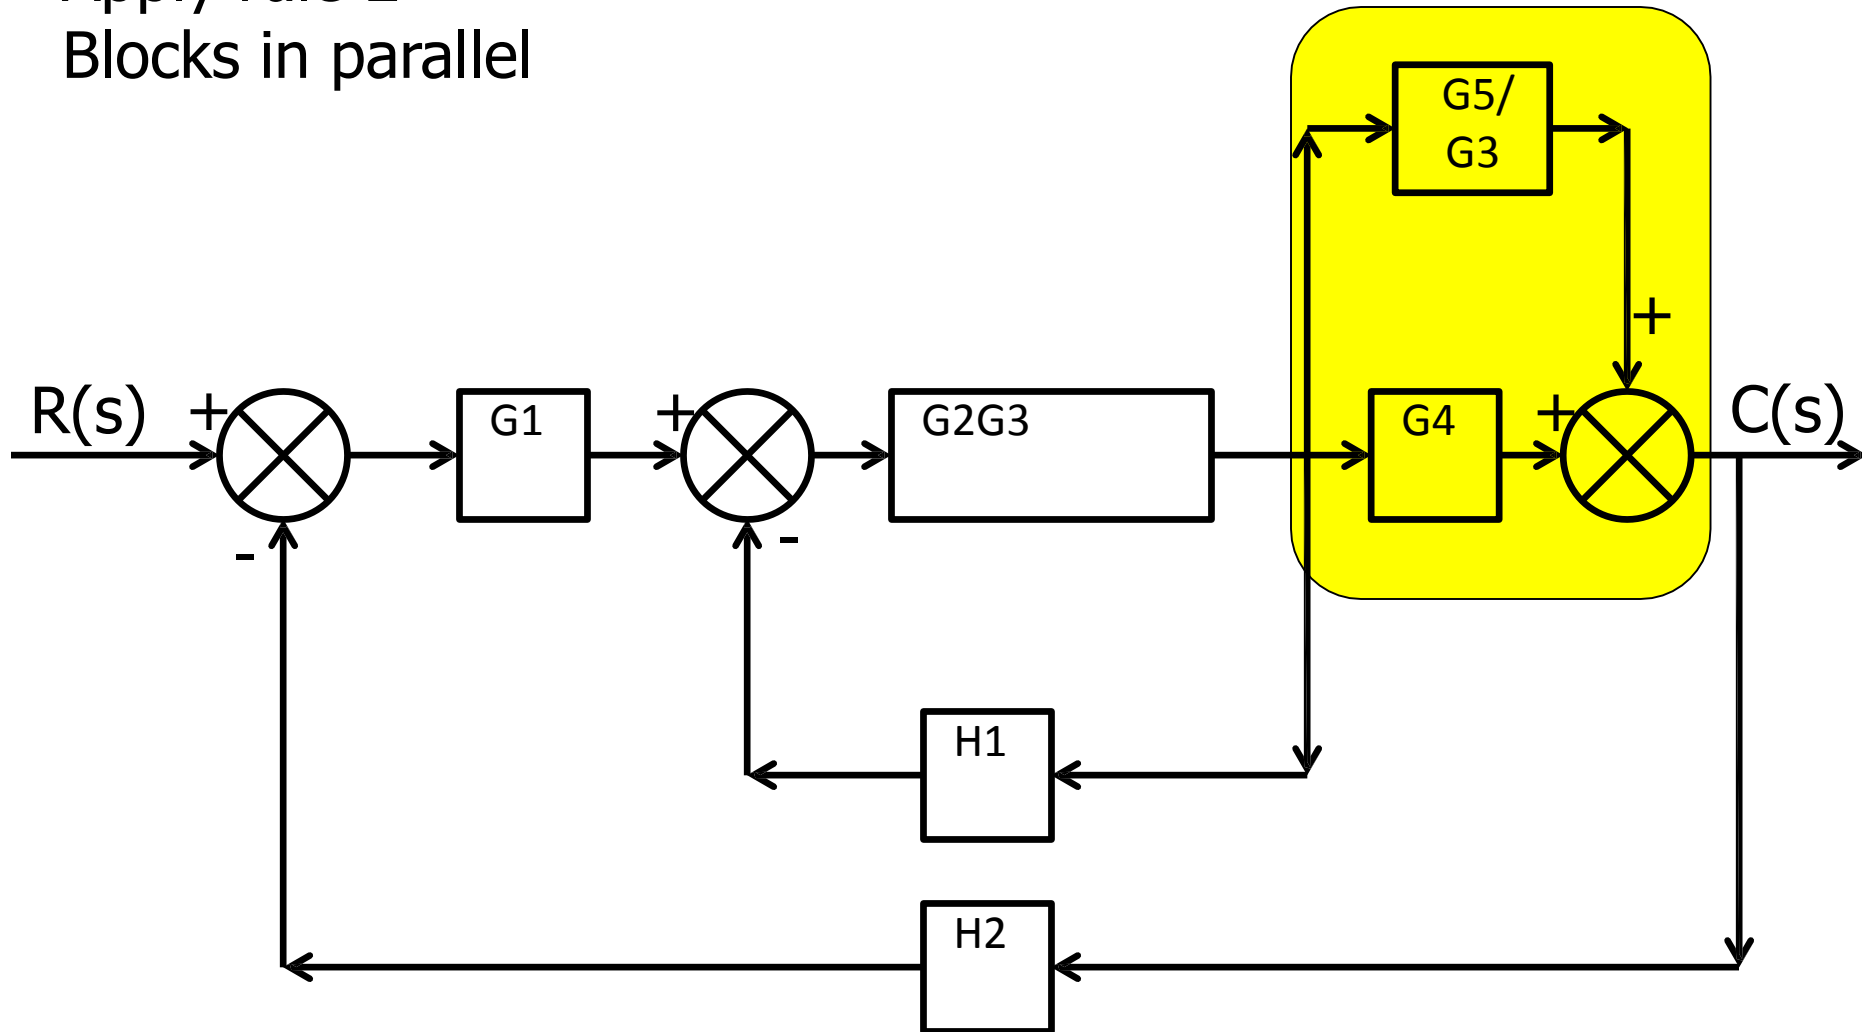 Blocks in parallel
G5/
G3
+
R(s)
+
G1
+
G2G3
G4
+
C(s)
-
-
H1
H2